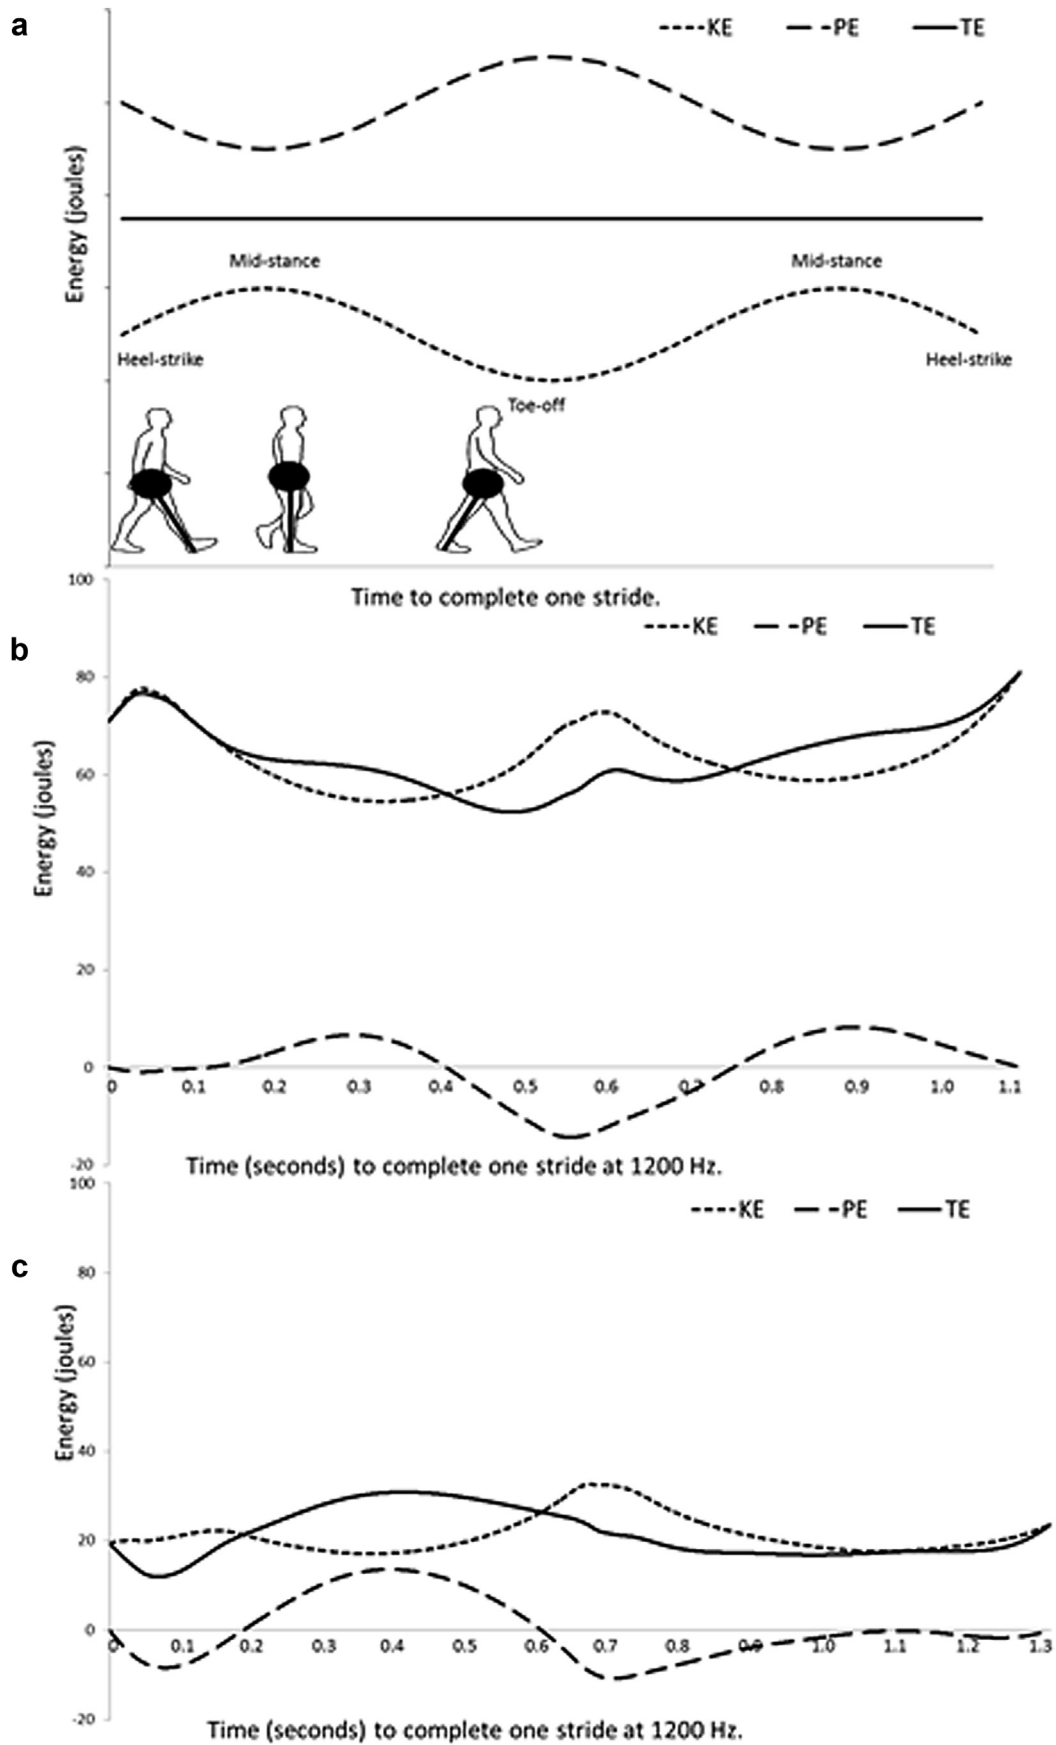 a
KE PE TE
Energy (joules)
Mid-stance Mid-stance
Heel-strike Heel-strike
Toe-off
Time to complete one stride.
b
KE PE TE
Energy (joules)
100
80
60
40
20
0
-20
0 0.1 0.2 0.3 0.4 0.5 0.6 0.7 0.8 0.9 1.0 1.1
Time (seconds) to complete one stride at 1200 Hz.
c
KE PE TE
Energy (joules)
100
80
60
40
20
0
-20
0 0.1 0.2 0.3 0.4 0.5 0.6 0.7 0.8 0.9 1.0 1.1 1.2 1.3
Time (seconds) to complete one stride at 1200 Hz.